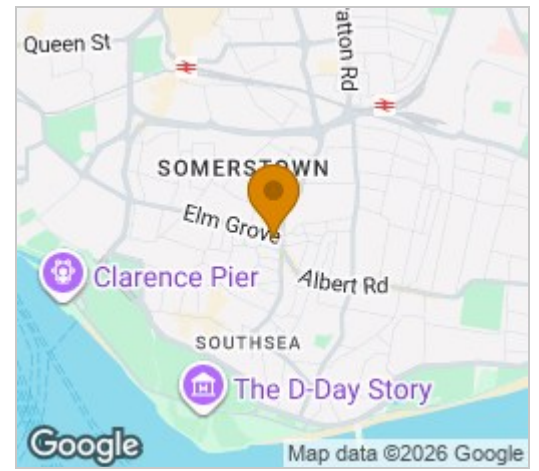 Queen St
atton Rd
SOMERSTOWN
Elm Grove
Albert Rd
Clarence Pier
SOUTHSEA
The D-Day Story
Google
Map data ©2026 Google